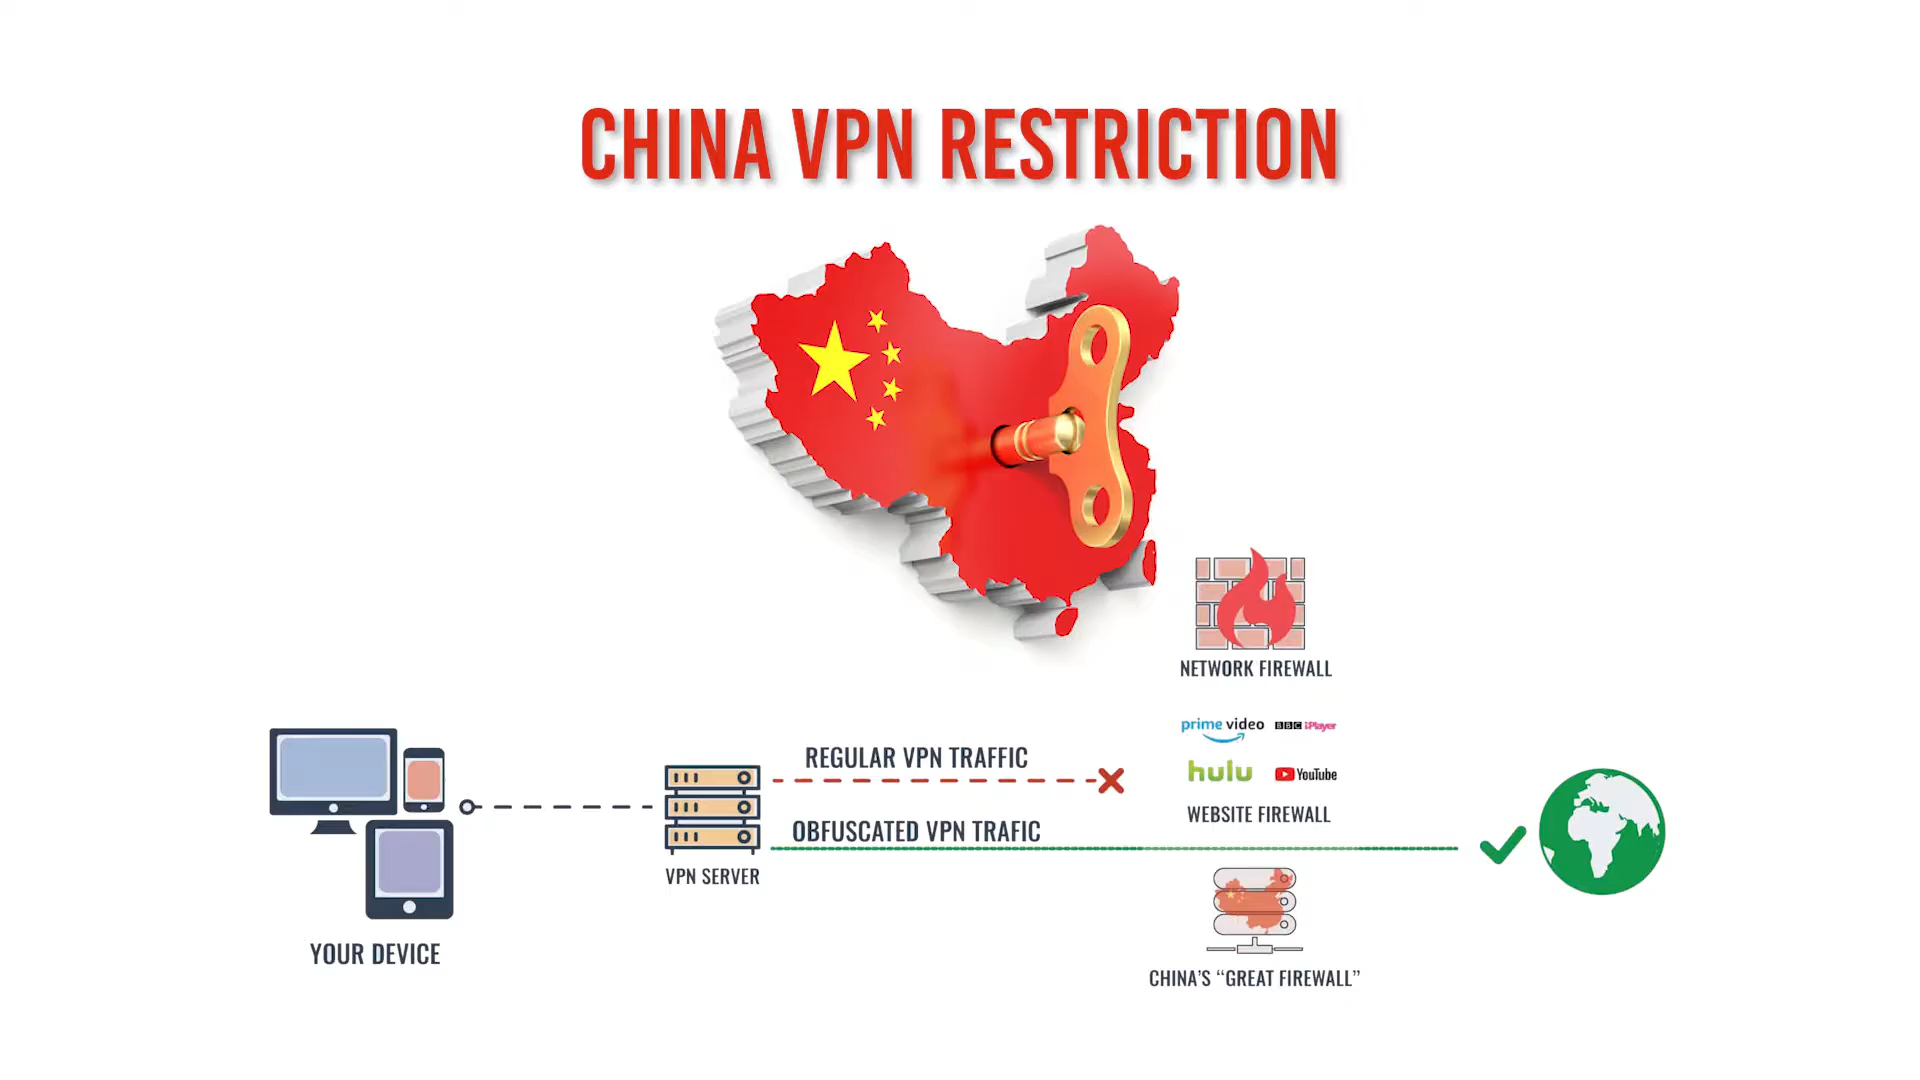 CHINA VPN RESTRICTION
NETWORK FIREWALL
prime video BBC iPlayer
hulu YouTube
WEBSITE FIREWALL
REGULAR VPN TRAFFIC
OBFUSCATED VPN TRAFIC
VPN SERVER
YOUR DEVICE
CHINA'S “GREAT FIREWALL”